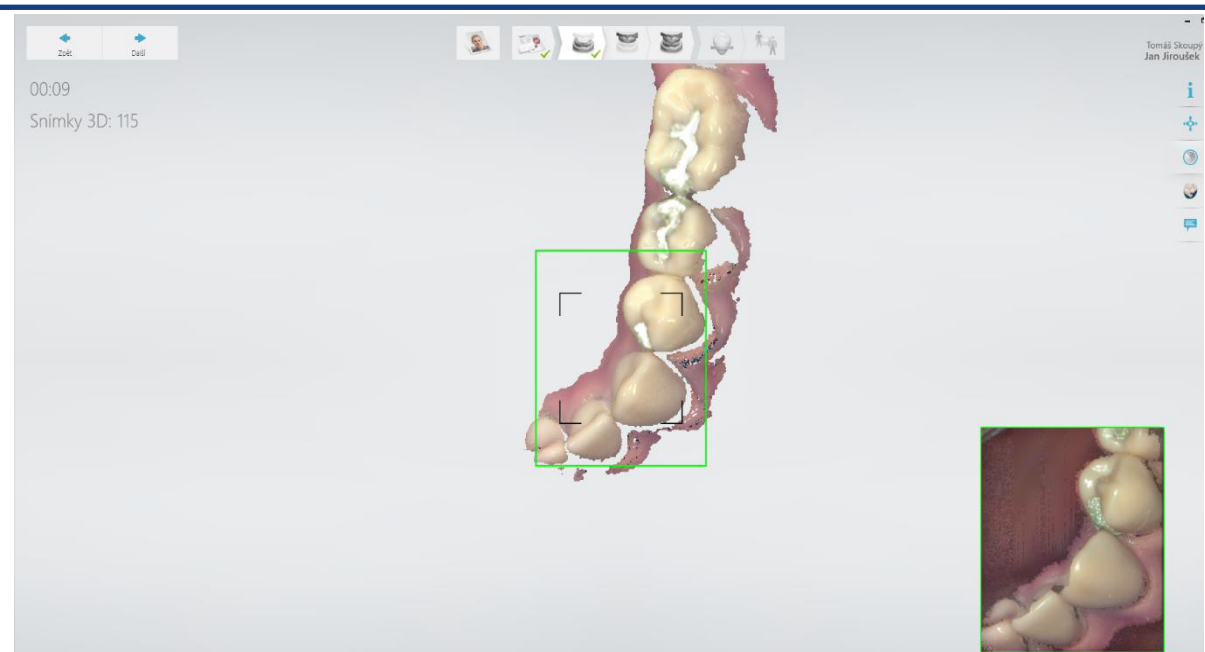 Zpět
Další
Tomáš Skoupý
Jan Jiroušek
00:09
Snímky 3D: 115
i